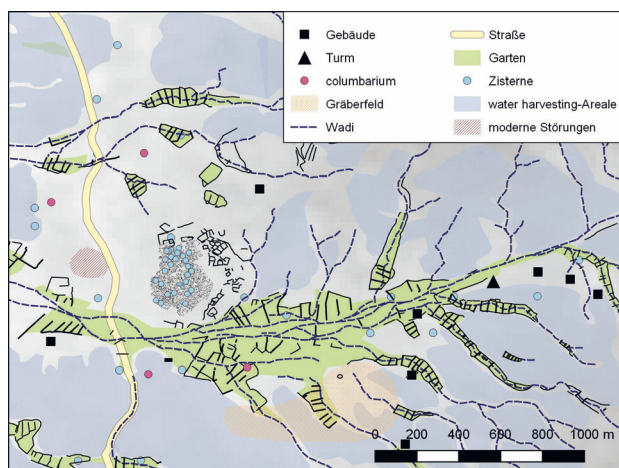 Gebäude
Turm
columbarium
Gräberfeld
Wadi
Straße
Garten
Zisterne
water harvesting-Areale
moderne Störungen
0 200 400 600 800 1000 m